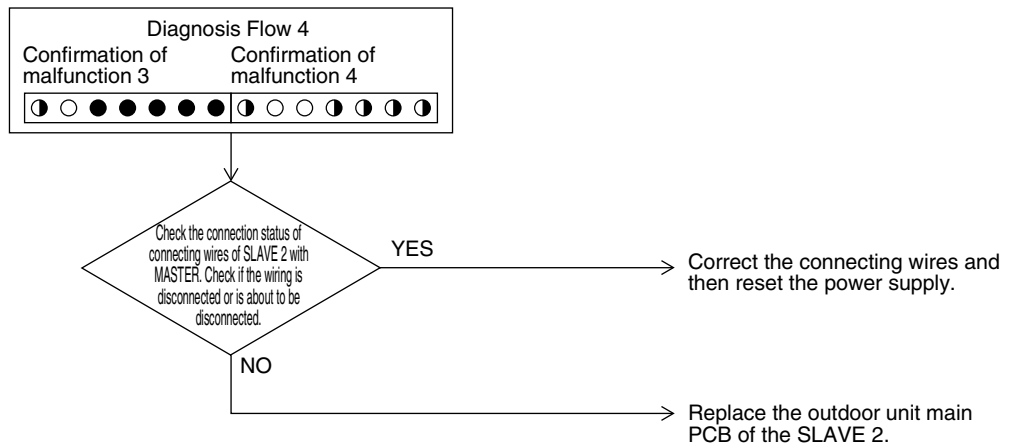 Diagnosis Flow 4
Confirmation of
malfunction 3
Confirmation of
malfunction 4
Check the connection status of
connecting wires of SLAVE 2 with
MASTER. Check if the wiring is
disconnected or is about to be
disconnected.
YES
Correct the connecting wires and
then reset the power supply.
NO
Replace the outdoor unit main
PCB of the SLAVE 2.